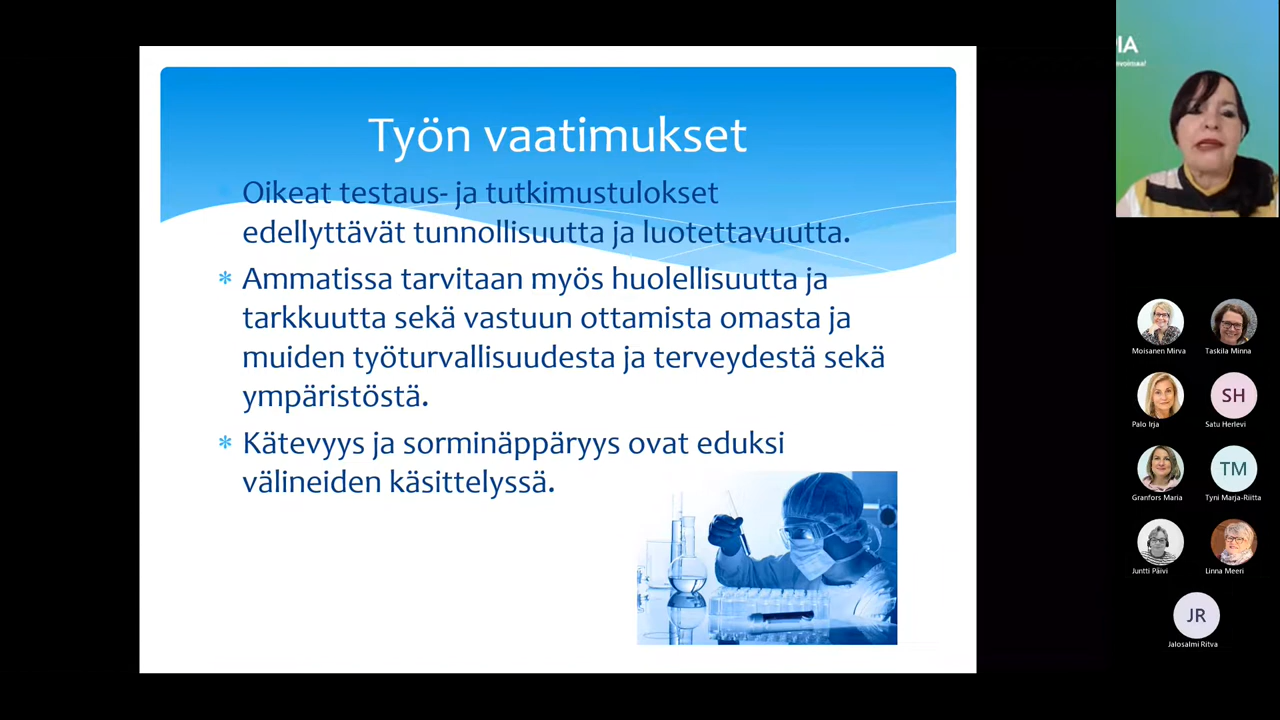 Työn vaatimukset
Oikeat testaus- ja tutkimustulokset
edellyttävät tunnollisuutta ja luotettavuutta.
* Ammatissa tarvitaan myös huolellisuutta ja
tarkkuutta sekä vastuun ottamista omasta ja
muiden työturvallisuudesta ja terveydestä sekä
ympäristöstä.
* Kätevyys ja sorminäppäryys ovat eduksi
välineiden käsittelyssä.
PIA
nvoimaa!
Moisanen Mirva
Taskila Minna
Palo Irja
SH
Satu Herlevi
Granfors Maria
TM
Tyni Marja-Riitta
Juntti Päivi
Linna Meeri
JR
Jalosalmi Ritva